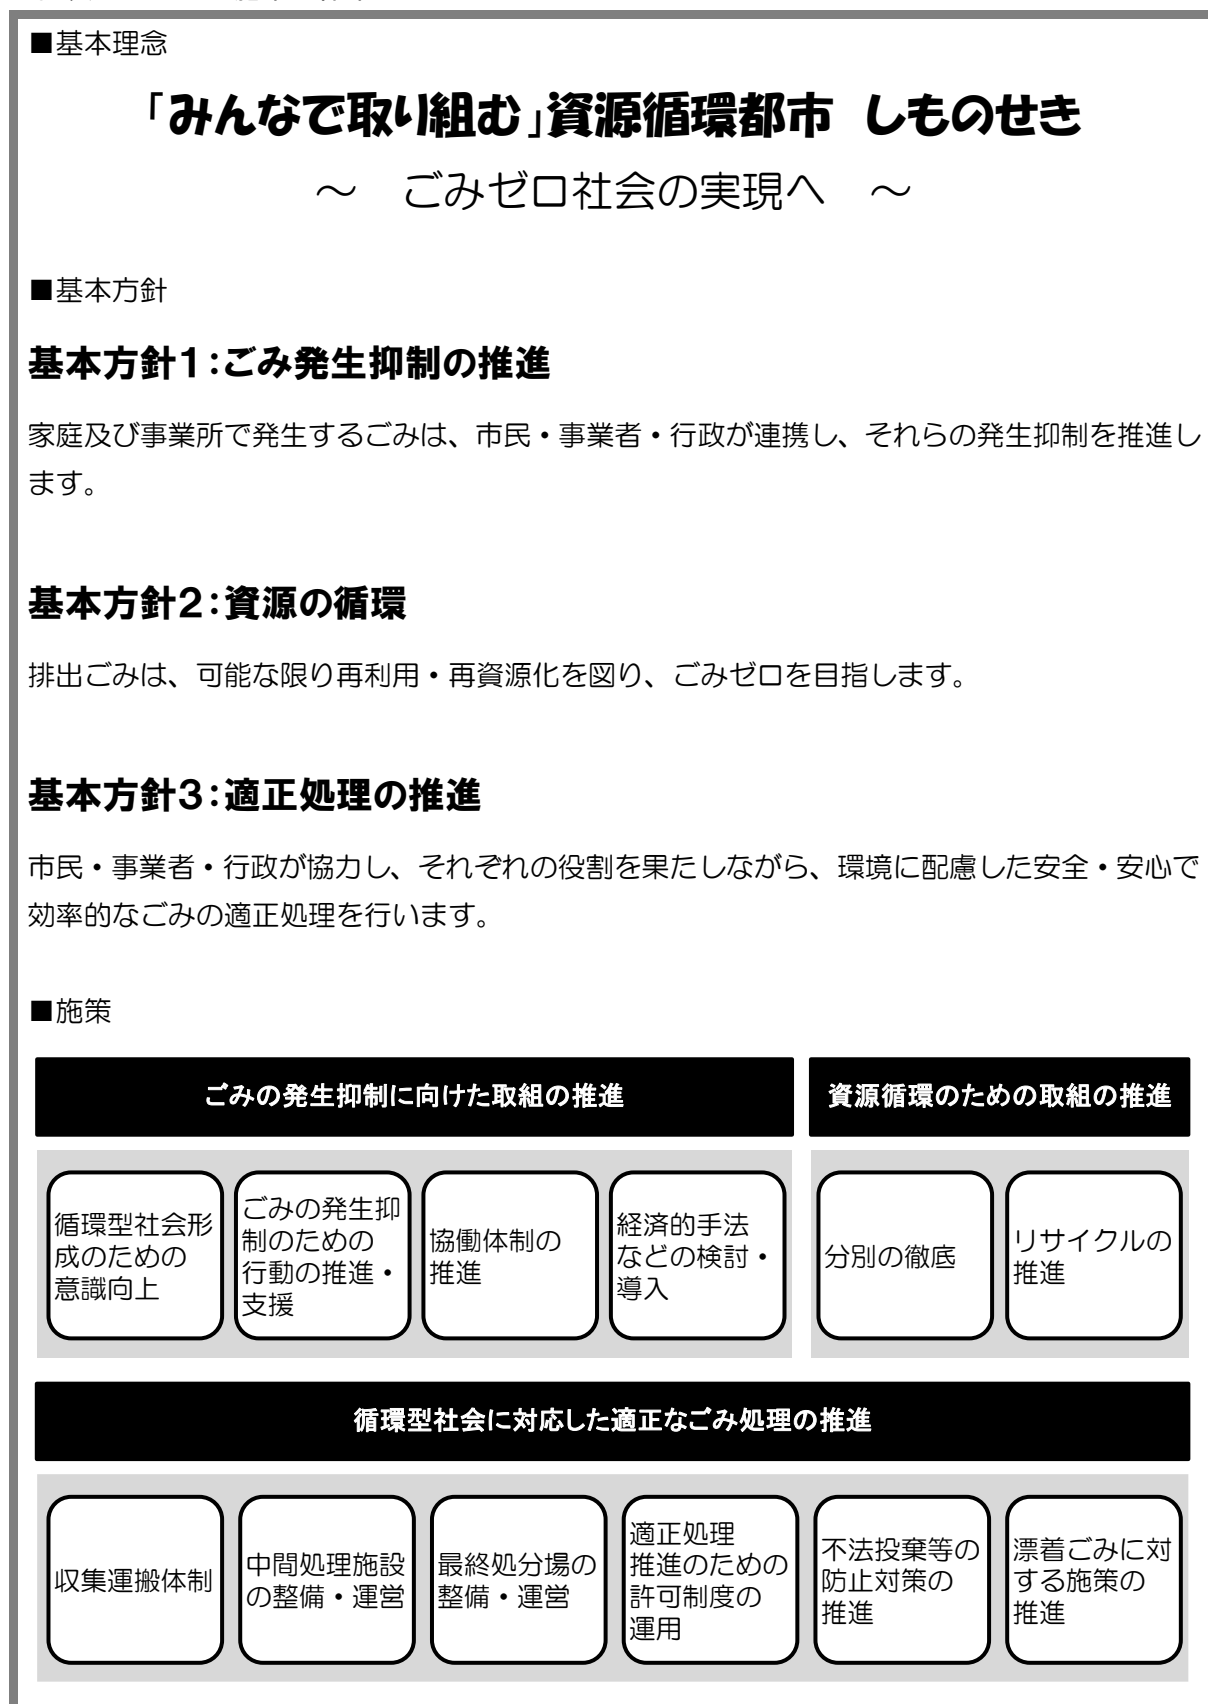 ■基本理念
「みんなで取り組む」資源循環都市 しものせき
～ ごみゼロ社会の実現へ ～
■基本方針
基本方針1:ごみ発生抑制の推進
家庭及び事業所で発生するごみは、市民・事業者・行政が連携し、それらの発生抑制を推進し
ます。
基本方針2:資源の循環
排出ごみは、可能な限り再利用・再資源化を図り、ごみゼロを目指します。
基本方針3:適正処理の推進
市民・事業者・行政が協力し、それぞれの役割を果たしながら、環境に配慮した安全・安心で
効率的なごみの適正処理を行います。
■施策
ごみの発生抑制に向けた取組の推進
循環型社会形
成のための
意識向上
ごみの発生抑
制のための
行動の推進・
支援
協働体制の
推進
経済的手法
などの検討・
導入
資源循環のための取組の推進
分別の徹底
リサイクルの
推進
循環型社会に対応した適正なごみ処理の推進
収集運搬体制
中間処理施設
の整備・運営
最終処分場の
整備・運営
適正処理
推進のための
許可制度の
運用
不法投棄等の
防止対策の
推進
漂着ごみに対
する施策の
推進